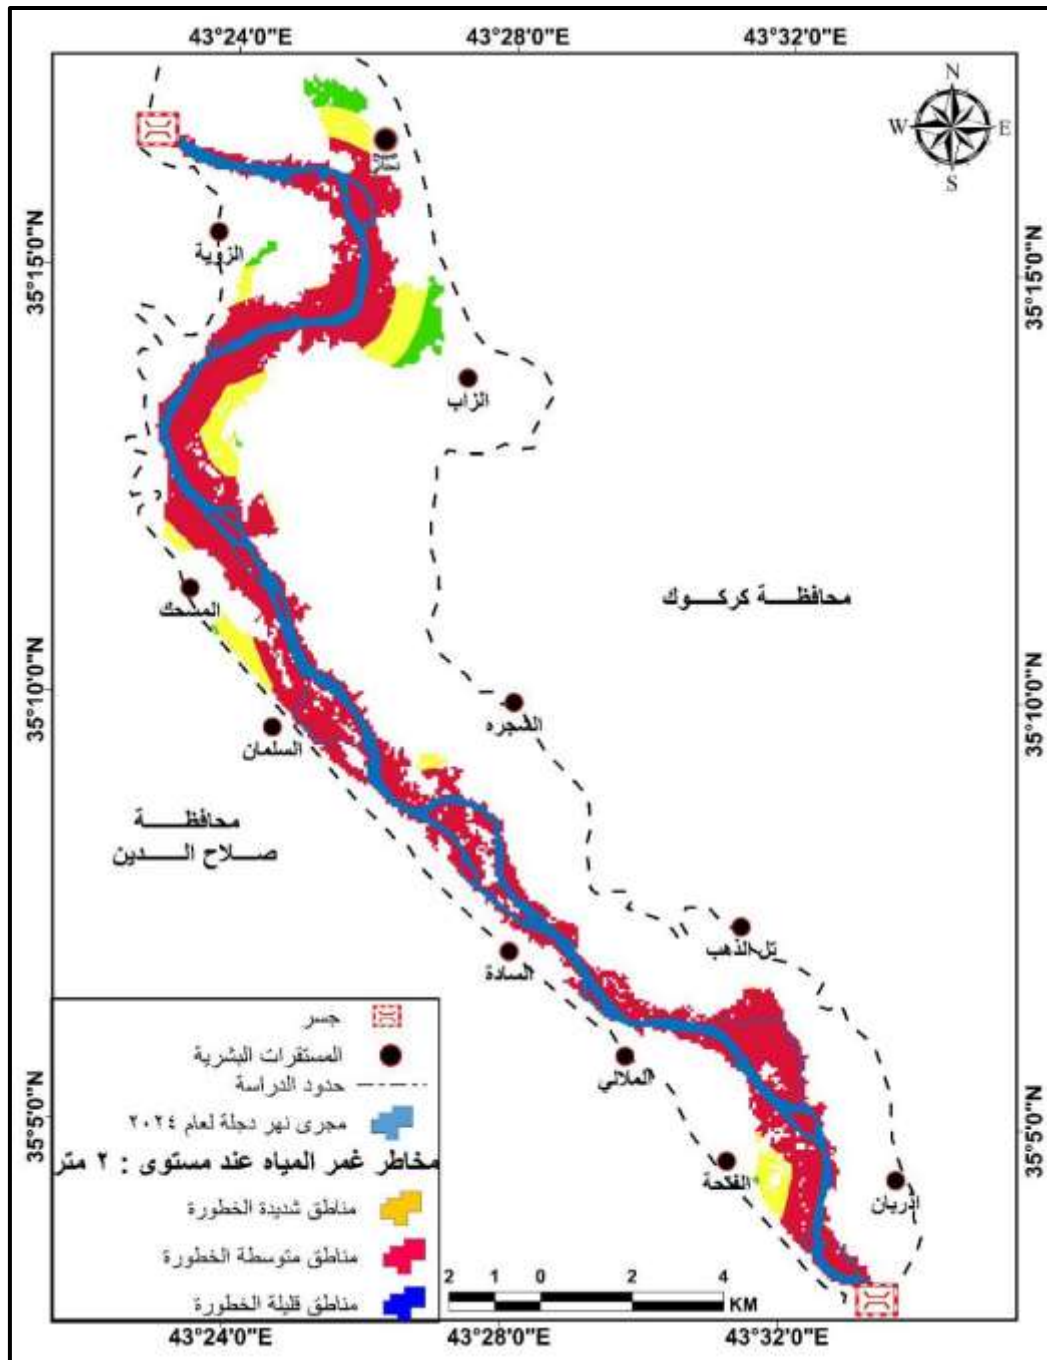 43°24'0"E
43°28'0"E
43°32'0"E
N
W
E
S
الزوية
35°15'0"N
35°15'0"N
الزاب
المسحك
محافظـــة كركـــوك
35°10'0"N
35°10'0"N
الشجره
السلمان
محافظـــــة
صـــلاح الـــدين
تل الذهب
السادة
الملالي
35°5'0"N
35°5'0"N
الفتحة
ادريان
جسر
المستقرات البشرية
حدود الدراسة
مجرى نهر دجلة لعام ٢٠٢٤
مخاطر غمر المياه عند مستوى : ٢ متر
مناطق شديدة الخطورة
مناطق متوسطة الخطورة
مناطق قليلة الخطورة
2 1 0 2 4
KM
43°24'0"E
43°28'0"E
43°32'0"E